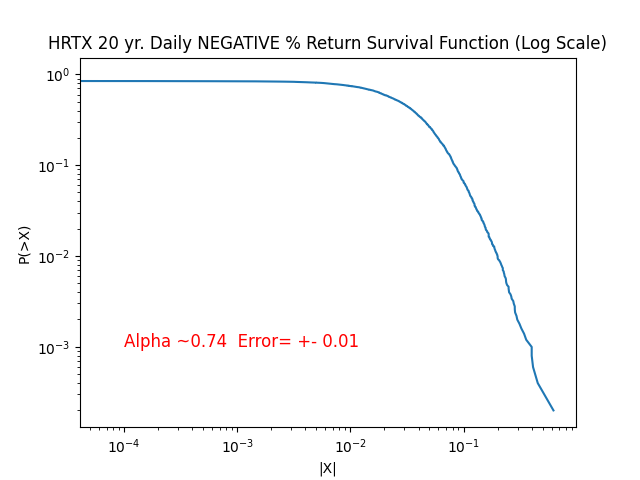 HRTX 20 yr. Daily NEGATIVE % Return Survival Function (Log Scale)
10⁰
10⁻¹
10⁻²
10⁻³
P(>X)
Alpha ~0.74  Error= +- 0.01
10⁻⁴ 10⁻³ 10⁻² 10⁻¹
|X|